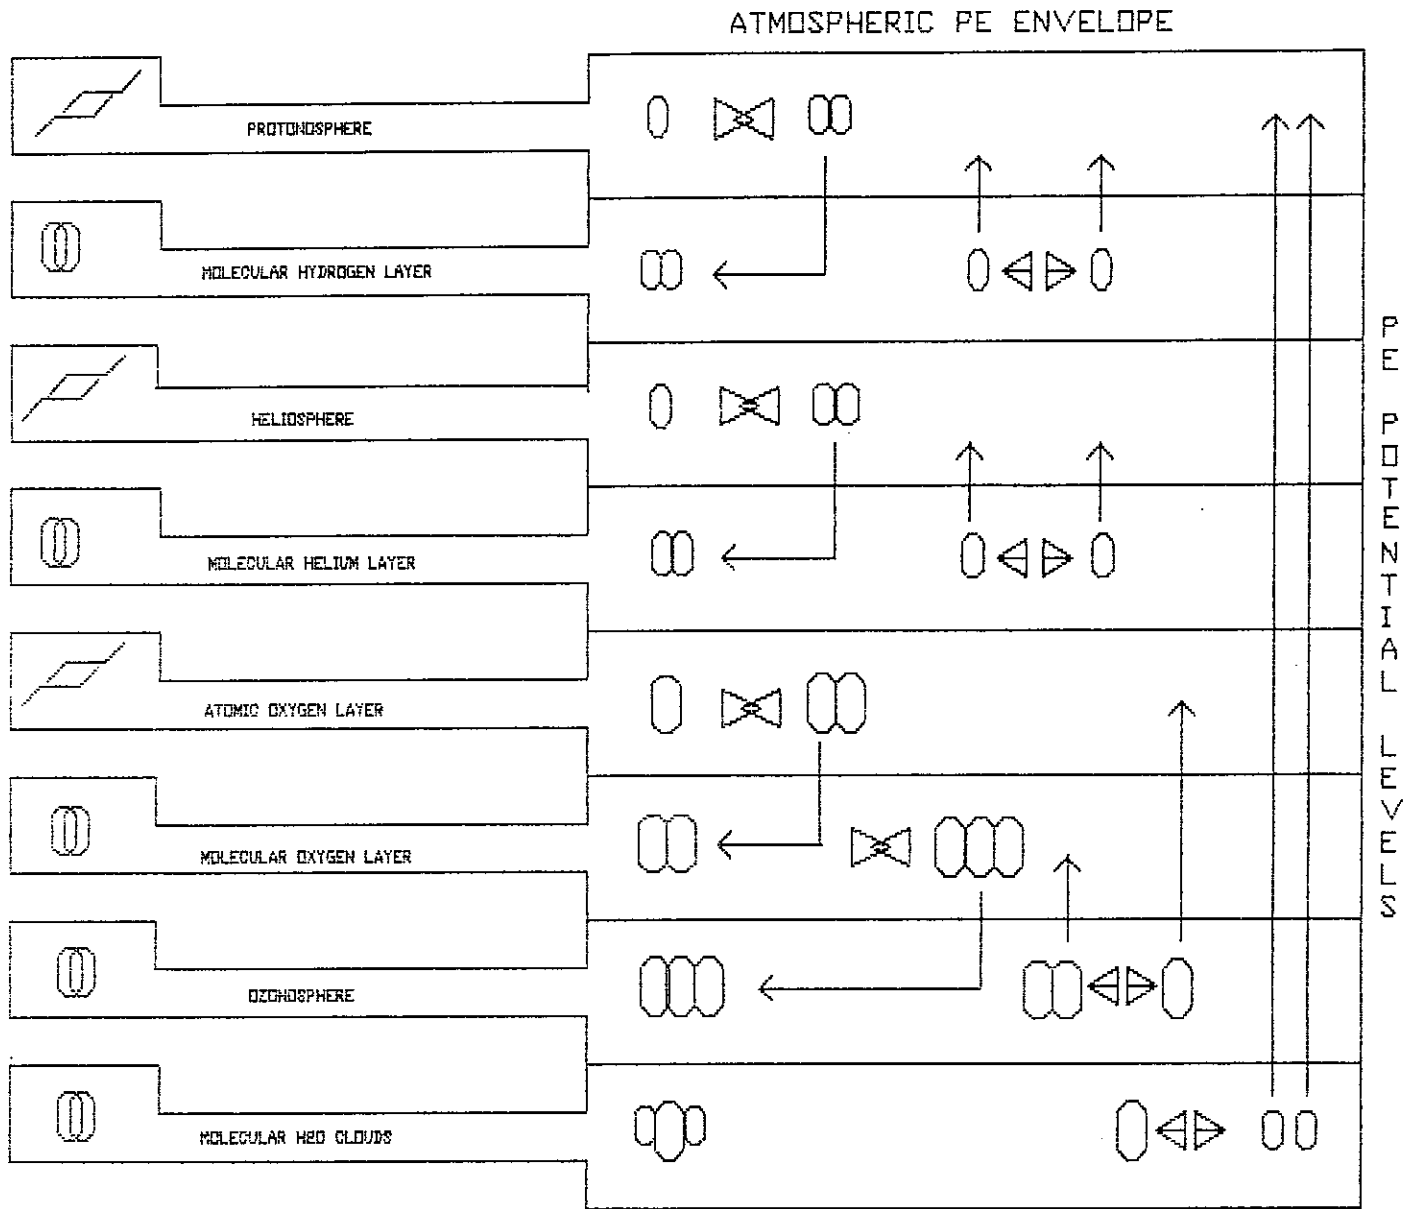 ATMOSPHERIC PE ENVELOPE
PROTONOSPHERE
MOLECULAR HYDROGEN LAYER
HELIOSPHERE
MOLECULAR HELIUM LAYER
ATOMIC OXYGEN LAYER
MOLECULAR OXYGEN LAYER
OZONOSPHERE
MOLECULAR H2O CLOUDS
PE POTENTIAL LEVELS